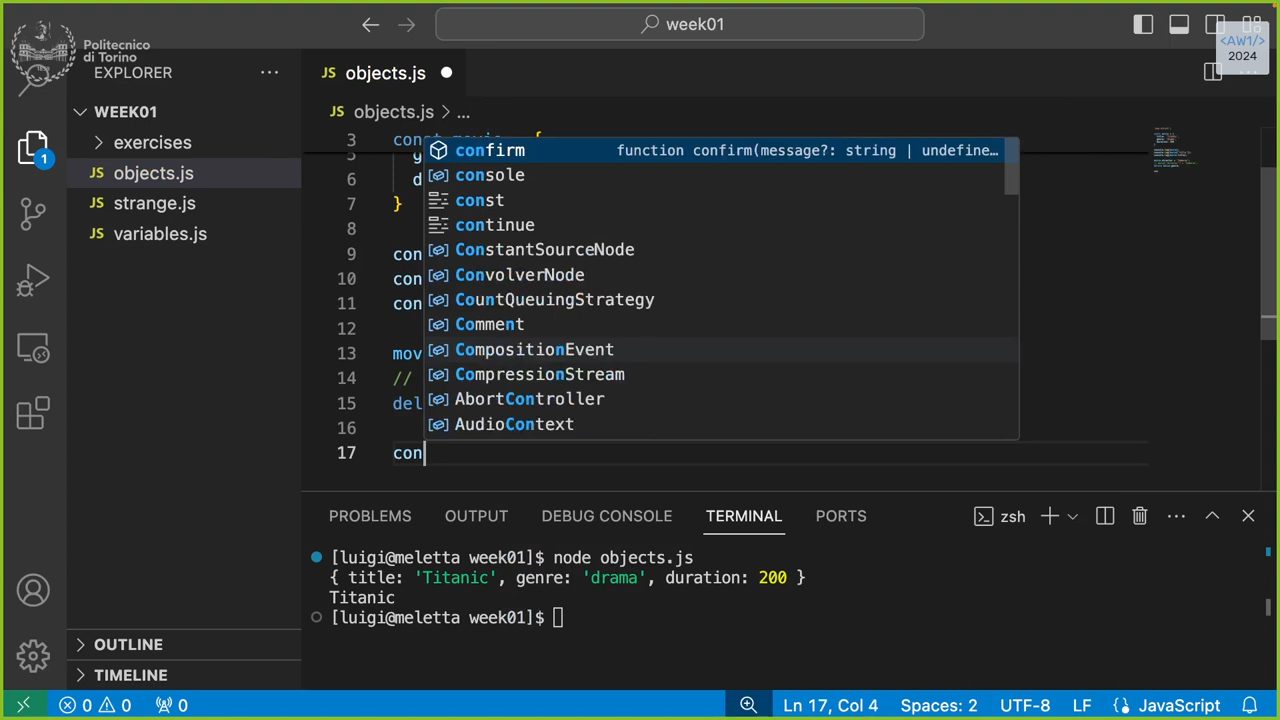 week01
Politecnico
di Torino
<AW1/>
2024
EXPLORER
WEEK01
exercises
JS objects.js
JS strange.js
JS variables.js
1
OUTLINE
TIMELINE
JS objects.js
JS objects.js > ...
3 const movie = {
5 g
6 d
7 }
8
9 con
10 con
11 con
12
13 mov
14 //
15 del
16
17 con
confirm function confirm(message?: string | undefine…
console
const
continue
ConstantSourceNode
ConvolverNode
CountQueuingStrategy
Comment
CompositionEvent
CompressionStream
AbortController
AudioContext
PROBLEMS OUTPUT DEBUG CONSOLE TERMINAL PORTS zsh
[luigi@meletta week01]$ node objects.js
{ title: 'Titanic', genre: 'drama', duration: 200 }
Titanic
[luigi@meletta week01]$
0 0 0 Ln 17, Col 4 Spaces: 2 UTF-8 LF {} JavaScript